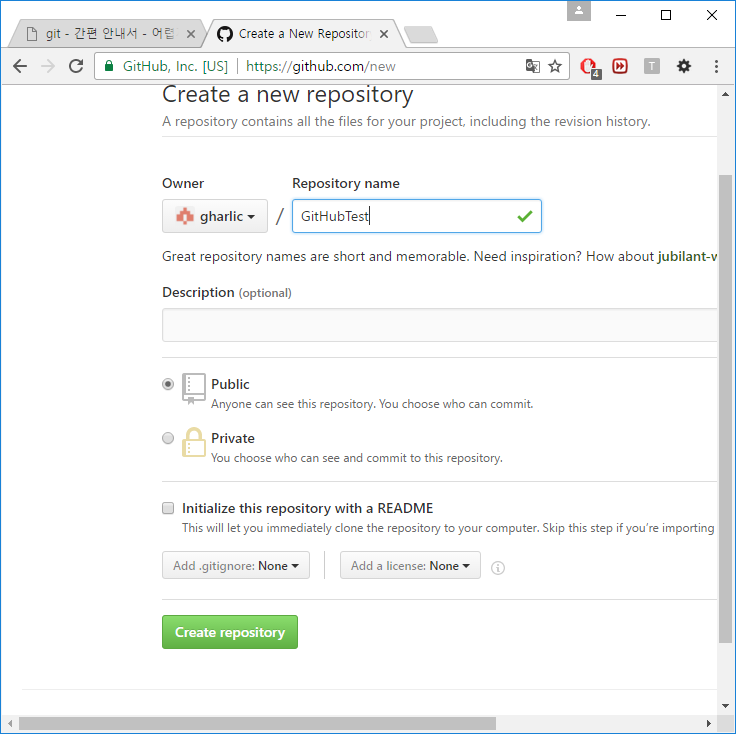 git - 간편 안내서 - 어렵
Create a New Repositor
GitHub, Inc. [US] | https://github.com/new
4
T
Create a new repository
A repository contains all the files for your project, including the revision history.
Owner
Repository name
gharlic
/
GitHubTest
Great repository names are short and memorable. Need inspiration? How about jubilant-w
Description (optional)
Public
Anyone can see this repository. You choose who can commit.
Private
You choose who can see and commit to this repository.
Initialize this repository with a README
This will let you immediately clone the repository to your computer. Skip this step if you're importing
Add .gitignore: None
Add a license: None
Create repository